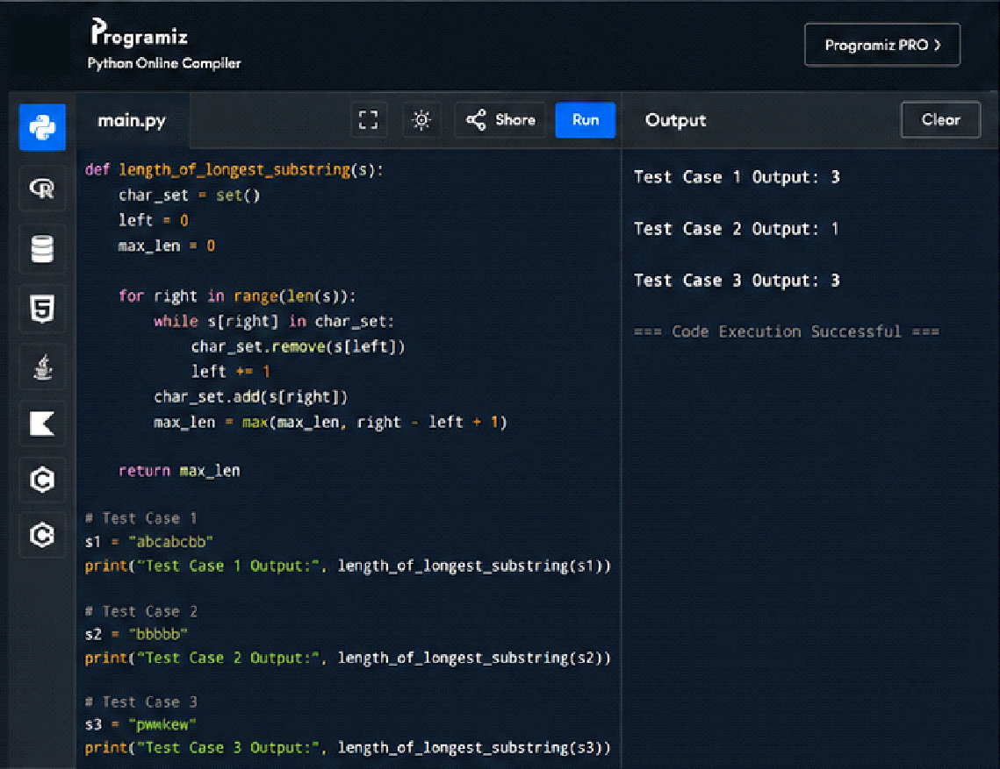 Programiz
Python Online Compiler
Programiz PRO >
main.py
Share
Run
Output
Clear
def length_of_longest_substring(s):
    char_set = set()
    left = 0
    max_len = 0
    for right in range(len(s)):
        while s[right] in char_set:
            char_set.remove(s[left])
            left += 1
        char_set.add(s[right])
        max_len = max(max_len, right - left + 1)
    return max_len
# Test Case 1
s1 = "abcabcbb"
print("Test Case 1 Output:", length_of_longest_substring(s1))
# Test Case 2
s2 = "bbbbb"
print("Test Case 2 Output:", length_of_longest_substring(s2))
# Test Case 3
s3 = "pwwkew"
print("Test Case 3 Output:", length_of_longest_substring(s3))
Test Case 1 Output: 3
Test Case 2 Output: 1
Test Case 3 Output: 3
=== Code Execution Successful ===